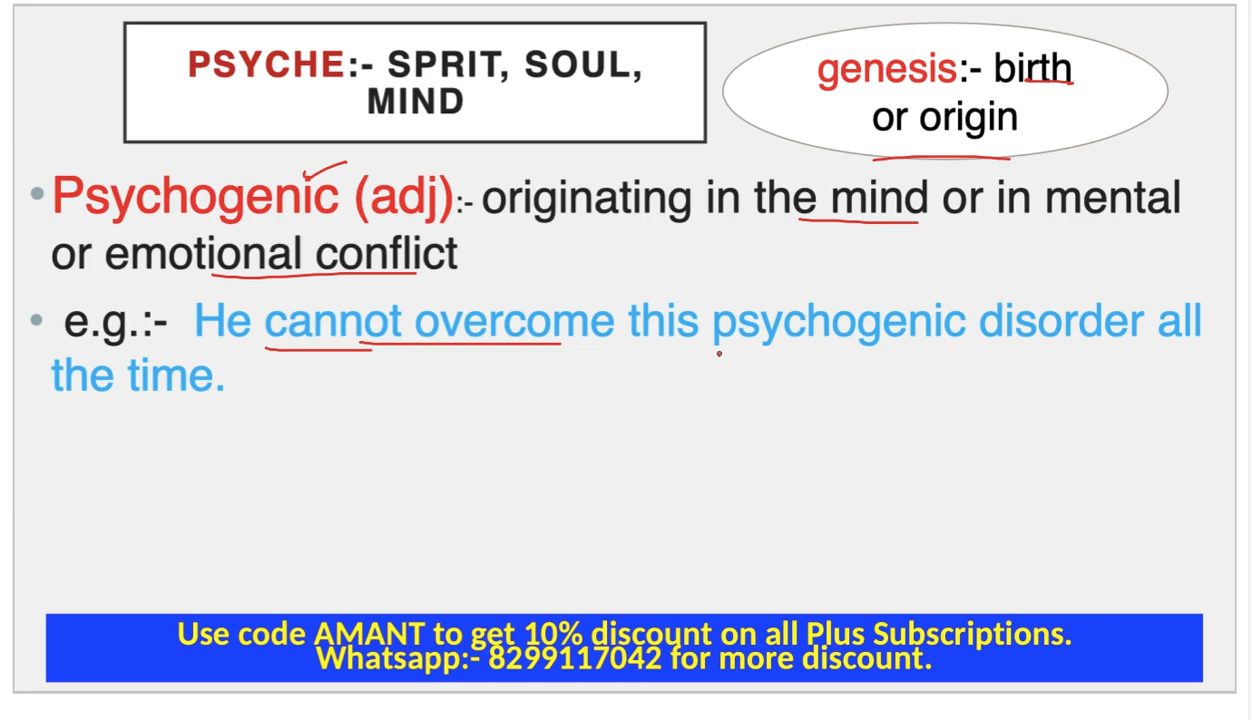 PSYCHE:- SPRIT, SOUL,
MIND
genesis:- birth
or origin
•Psychogenic (adj):- originating in the mind or in mental
or emotional conflict
• e.g.:- He cannot overcome this psychogenic disorder all
the time.
Use code AMANT to get 10% discount on all Plus Subscriptions.
Whatsapp:- 8299117042 for more discount.